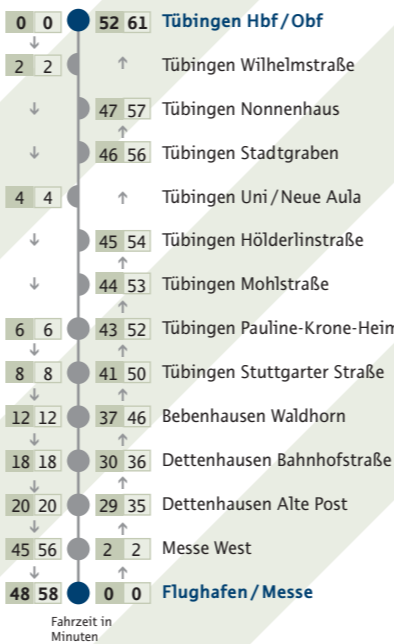 0 0 52 61 Tübingen Hbf/Obf
2 2 Tübingen Wilhelmstraße
47 57 Tübingen Nonnenhaus
46 56 Tübingen Stadtgraben
4 4 Tübingen Uni/Neue Aula
45 54 Tübingen Hölderlinstraße
44 53 Tübingen Mohlstraße
6 6 43 52 Tübingen Pauline-Krone-Heim
8 8 41 50 Tübingen Stuttgarter Straße
12 12 37 46 Bebenhausen Waldhorn
18 18 30 36 Dettenhausen Bahnhofstraße
20 20 29 35 Dettenhausen Alte Post
45 56 2 2 Messe West
48 58 0 0 Flughafen/Messe
Fahrzeit in
Minuten